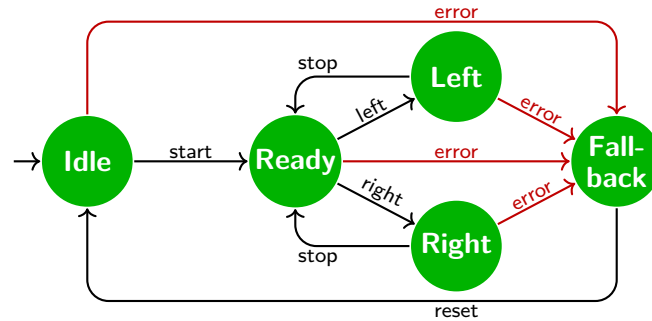 error
stop
Left
left
error
Idle
start
Ready
error
Fall-
back
right
error
Right
stop
reset